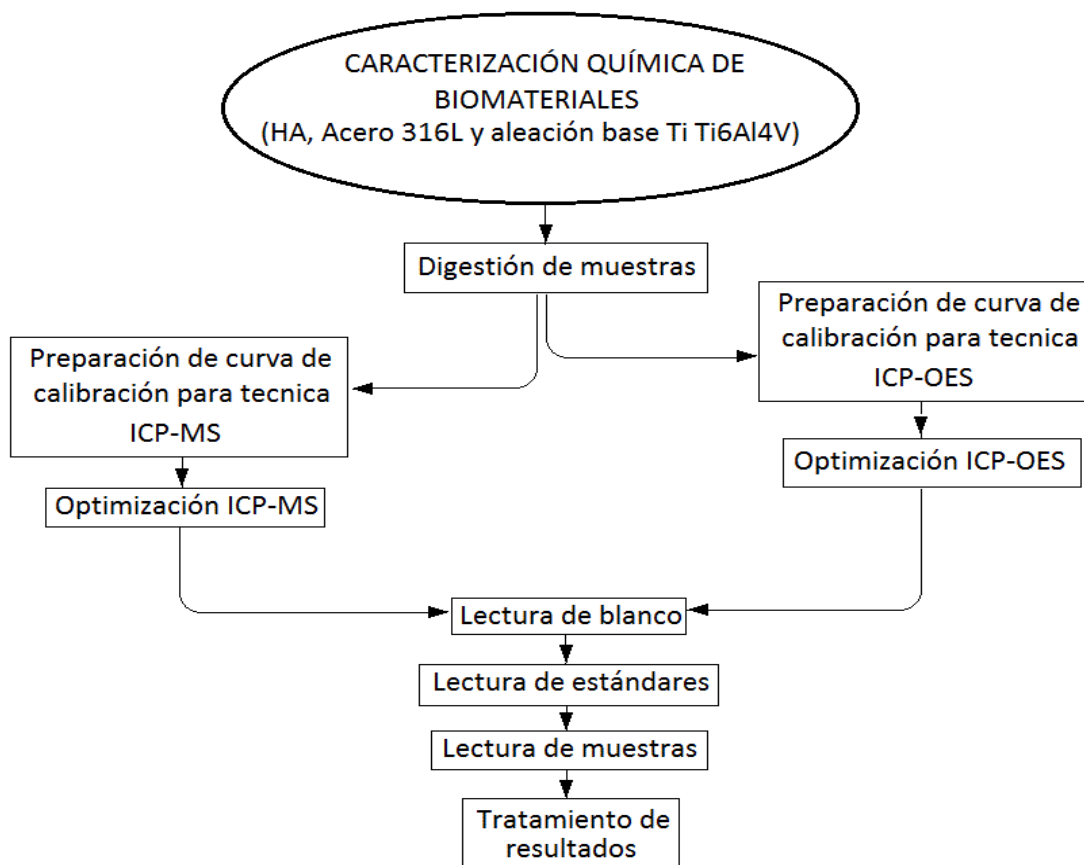 CARACTERIZACIÓN QUÍMICA DE
BIOMATERIALES
(HA, Acero 316L y aleación base Ti Ti6Al4V)
Digestión de muestras
Preparación de curva de
calibración para tecnica
ICP-MS
Optimización ICP-MS
Preparación de curva de
calibración para tecnica
ICP-OES
Optimización ICP-OES
Lectura de blanco
Lectura de estándares
Lectura de muestras
Tratamiento de
resultados